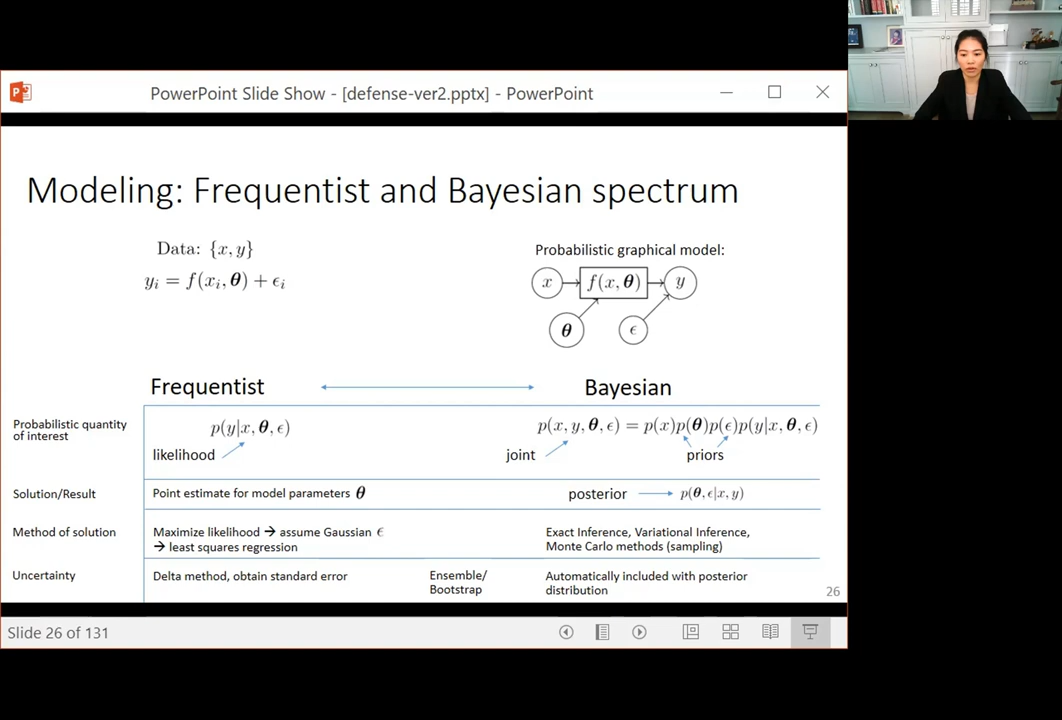 PowerPoint Slide Show - [defense-ver2.pptx] - PowerPoint
Modeling: Frequentist and Bayesian spectrum
Data: {x, y}
yᵢ = f(xᵢ, θ) + ϵᵢ
Probabilistic graphical model:
x f(x, θ) y
θ ϵ
Frequentist Bayesian
Probabilistic quantity of interest
p(y|x, θ, ϵ)
likelihood
p(x, y, θ, ϵ) = p(x)p(θ)p(ϵ)p(y|x, θ, ϵ)
joint priors
Solution/Result
Point estimate for model parameters θ
posterior → p(θ, ϵ|x, y)
Method of solution
Maximize likelihood → assume Gaussian ϵ
→ least squares regression
Exact Inference, Variational Inference,
Monte Carlo methods (sampling)
Uncertainty
Delta method, obtain standard error
Ensemble/
Bootstrap
Automatically included with posterior
distribution
26
Slide 26 of 131